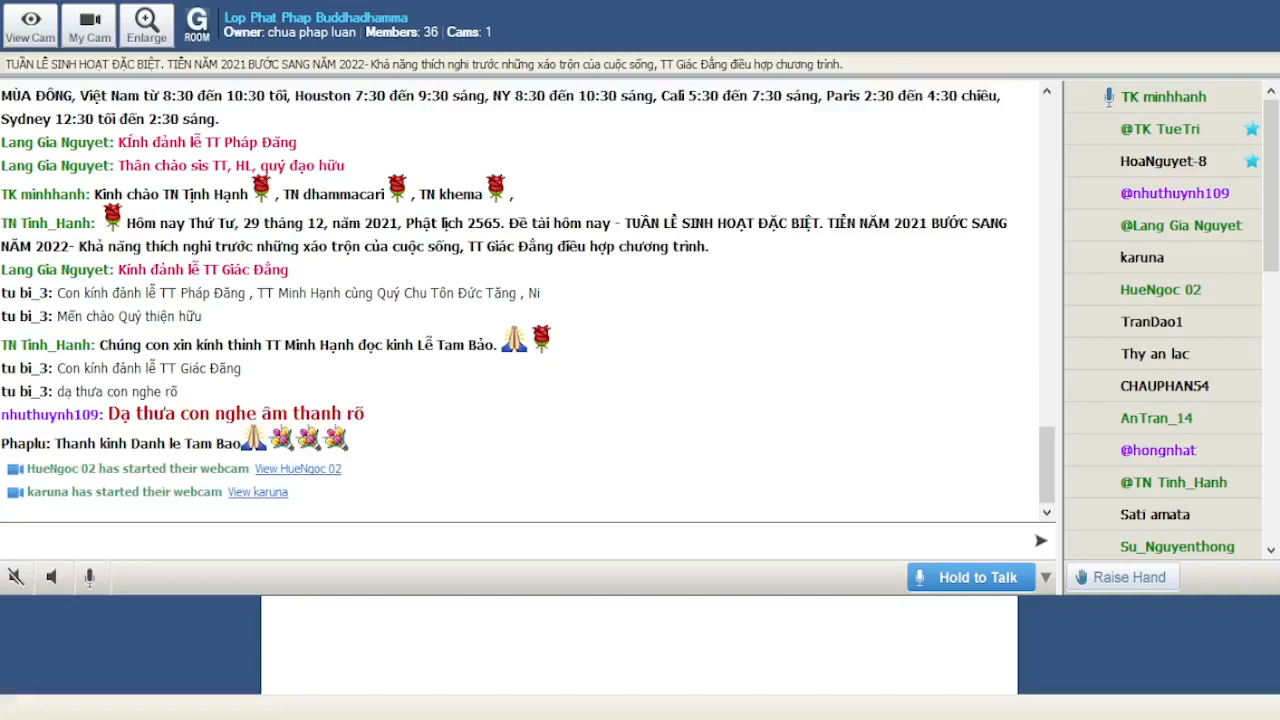 Lop Phat Phap Buddhadhamma
Owner: chua phap luan Members: 36 Cams: 1
View Cam My Cam Enlarge G ROOM
TUẦN LỄ SINH HOẠT ĐẶC BIỆT. TIỄN NĂM 2021 BƯỚC SANG NĂM 2022- Khả năng thích nghi trước những xáo trộn của cuộc sống, TT Giác Đẳng điều hợp chương trình.
MÙA ĐÔNG, Việt Nam từ 8:30 đến 10:30 tối, Houston 7:30 đến 9:30 sáng, NY 8:30 đến 10:30 sáng, Cali 5:30 đến 7:30 sáng, Paris 2:30 đến 4:30 chiều,
Sydney 12:30 tối đến 2:30 sáng.
Lang Gia Nguyet: KÍnh đảnh lễ TT Pháp Đăng
Lang Gia Nguyet: Thân chào sis TT, HL, quý đạo hữu
TK minhhanh: Kinh chào TN Tịnh Hạnh, TN dhammacari, TN khema,
TN Tinh_Hanh: Hôm nay Thứ Tư, 29 tháng 12, năm 2021, Phật lịch 2565. Đề tài hôm nay - TUẦN LỄ SINH HOẠT ĐẶC BIỆT. TIỄN NĂM 2021 BƯỚC SANG
NĂM 2022- Khả năng thích nghi trước những xáo trộn của cuộc sống, TT Giác Đẳng điều hợp chương trình.
Lang Gia Nguyet: Kính đảnh lễ TT Giác Đẳng
tu bi_3: Con kính đảnh lễ TT Pháp Đăng , TT Minh Hạnh cùng Quý Chu Tôn Đức Tăng , Ni
tu bi_3: Mến chào Quý thiện hữu
TN Tinh_Hanh: Chúng con xin kính thỉnh TT Minh Hạnh đọc kinh Lễ Tam Bảo.
tu bi_3: Con kính đảnh lễ TT Giác Đẳng
tu bi_3: dạ thưa con nghe rõ
nhuthuynh109: Dạ thưa con nghe âm thanh rõ
Phaplu: Thanh kinh Danh le Tam Bao
HueNgoc 02 has started their webcam View HueNgoc 02
karuna has started their webcam View karuna
Hold to Talk
TK minhhanh
@TK TueTri
HoaNguyet-8
@nhuthuynh109
@Lang Gia Nguyet
karuna
HueNgoc 02
TranDao1
Thy an lac
CHAUPHAN54
AnTran_14
@hongnhat
@TN Tinh_Hanh
Sati amata
Su_Nguyenthong
Raise Hand